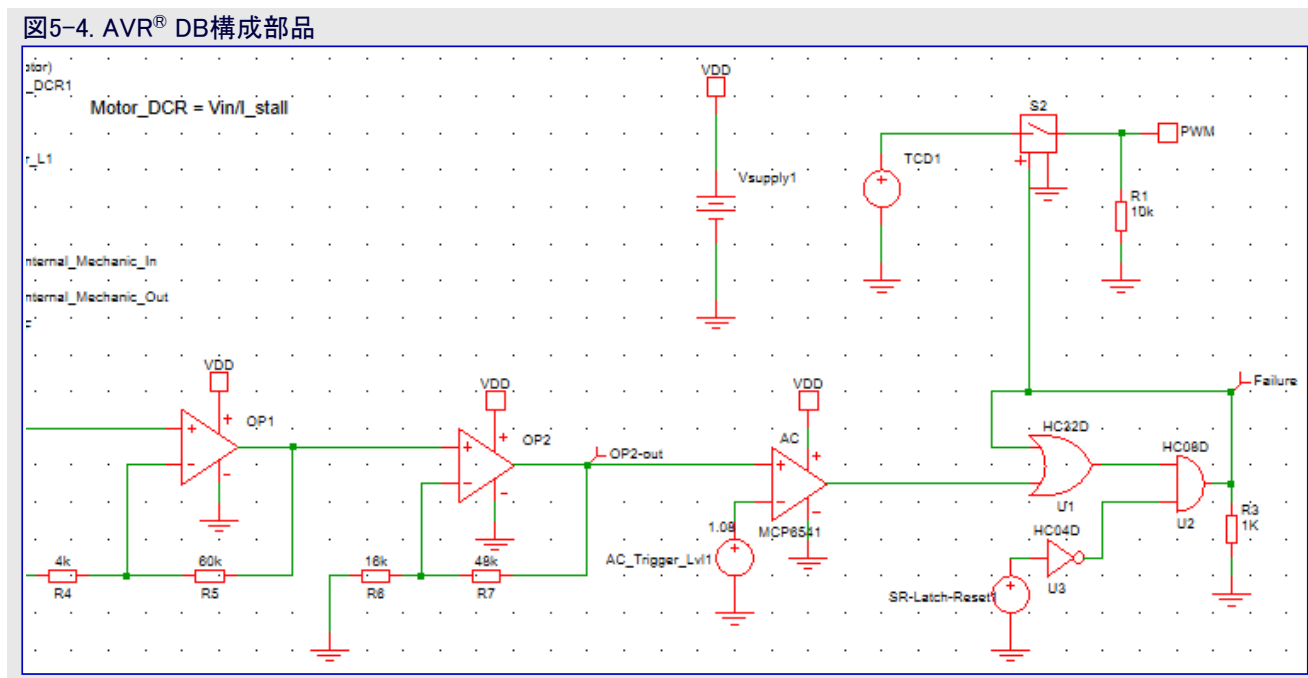 図5-4. AVR® DB構成部品
_DCR1
Motor_DCR = Vin/I_stall
VDD
S2
PWM
TCD1
Vsupply1
R1
10k
nternal_Mechanic_In
nternal_Mechanic_Out
VDD
OP1
VDD
OP2
OP2-out
VDD
AC
MCP6541
1.08
AC_Trigger_Lvl1
Failure
HC32D
U1
HC08D
U2
HC04D
U3
R3
1K
SR-Latch-Reset1
4k
R4
60k
R5
16k
R6
48k
R7